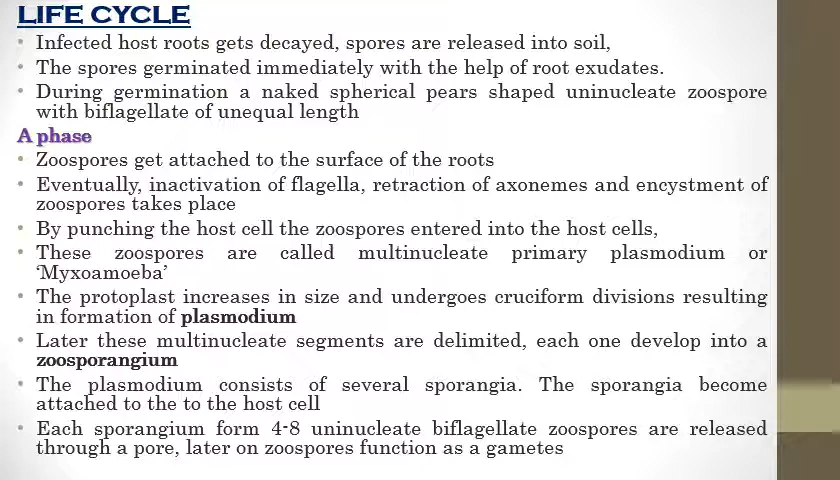 LIFE CYCLE
• Infected host roots gets decayed, spores are released into soil,
• The spores germinated immediately with the help of root exudates.
• During germination a naked spherical pears shaped uninucleate zoospore
with biflagellate of unequal length
A phase
• Zoospores get attached to the surface of the roots
• Eventually, inactivation of flagella, retraction of axonemes and encystment of
zoospores takes place
• By punching the host cell the zoospores entered into the host cells,
• These zoospores are called multinucleate primary plasmodium or
‘Myxoamoeba’
• The protoplast increases in size and undergoes cruciform divisions resulting
in formation of plasmodium
• Later these multinucleate segments are delimited, each one develop into a
zoosporangium
• The plasmodium consists of several sporangia. The sporangia become
attached to the to the host cell
• Each sporangium form 4-8 uninucleate biflagellate zoospores are released
through a pore, later on zoospores function as a gametes